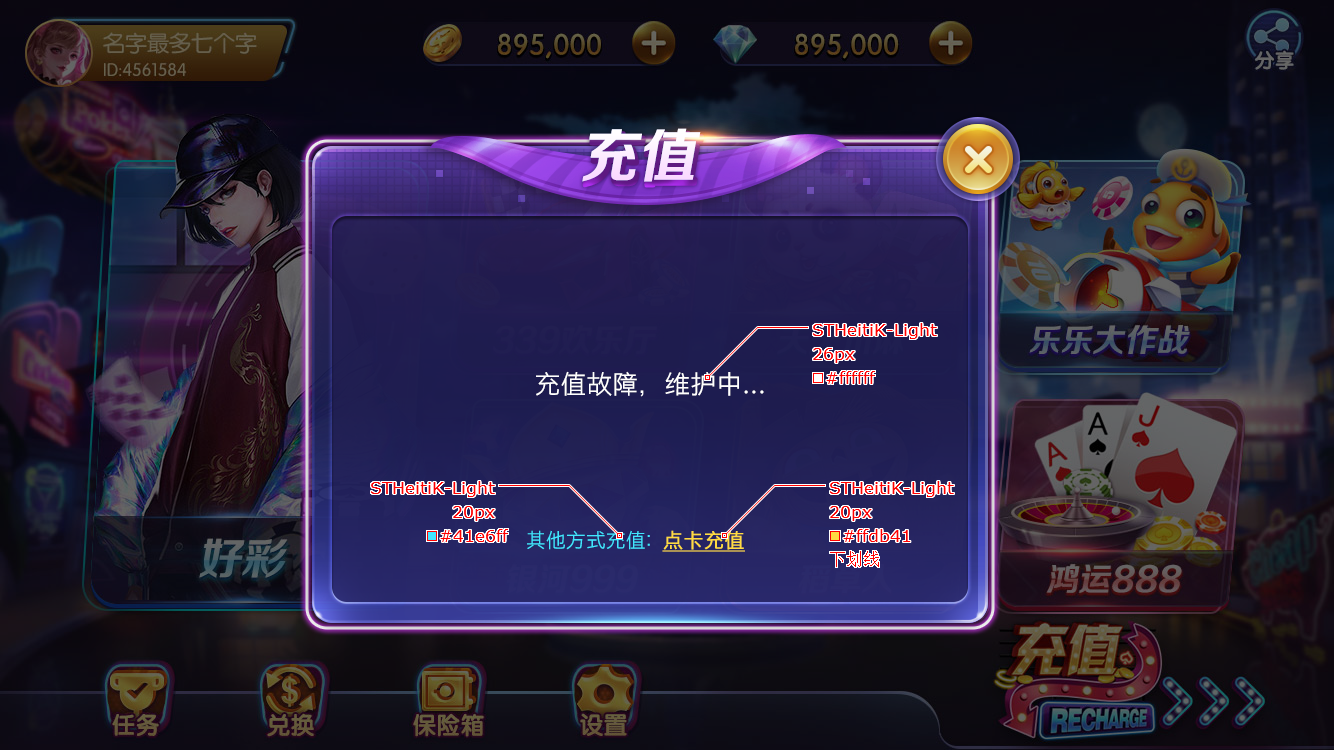 名字最多七个字
ID:4561584
895,000
895,000
分享
充值
STHeitiK-Light
26px
#ffffff
充值故障，维护中...
乐乐大作战
STHeitiK-Light
20px
#41e6ff
STHeitiK-Light
20px
#ffdb41
下划线
其他方式充值：点卡充值
好彩
A
A
J
鸿运888
充值
RECHARGE
任务
兑换
保险箱
设置